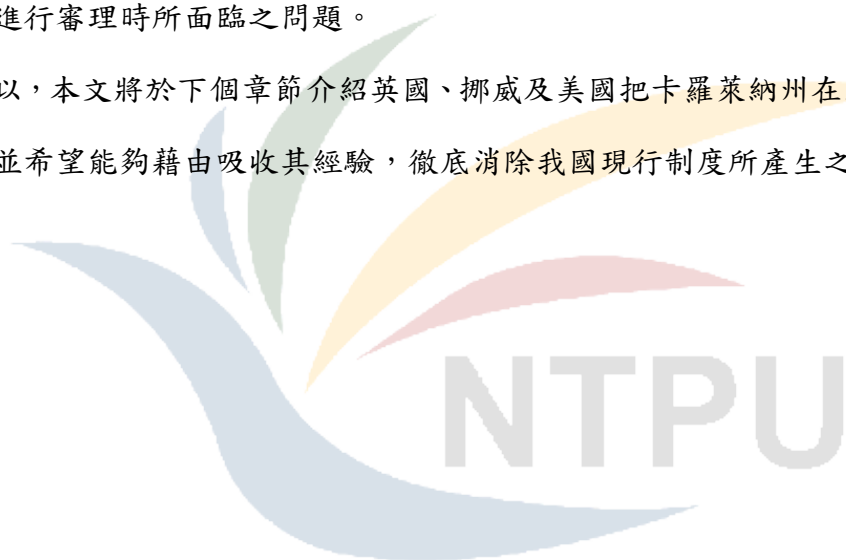 進行審理時所面臨之問題。
以，本文將於下個章節介紹英國、挪威及美國把卡羅萊納州在
並希望能夠藉由吸收其經驗，徹底消除我國現行制度所產生之
NTPU